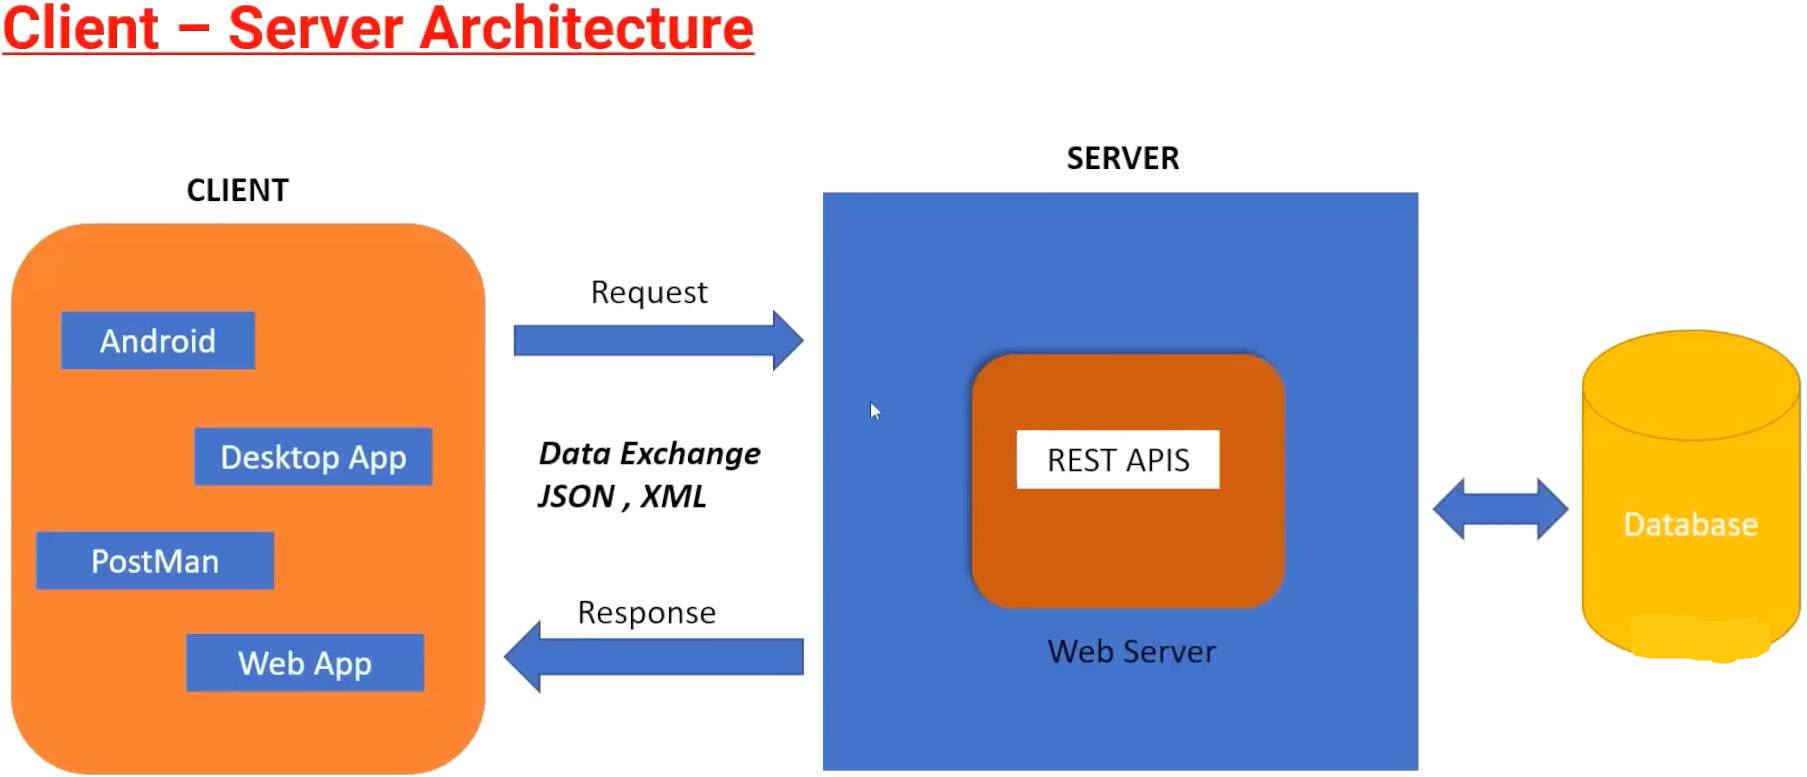 Client – Server Architecture
SERVER
CLIENT
Request
Android
Data Exchange
JSON , XML
Desktop App
REST APIS
Database
PostMan
Response
Web Server
Web App